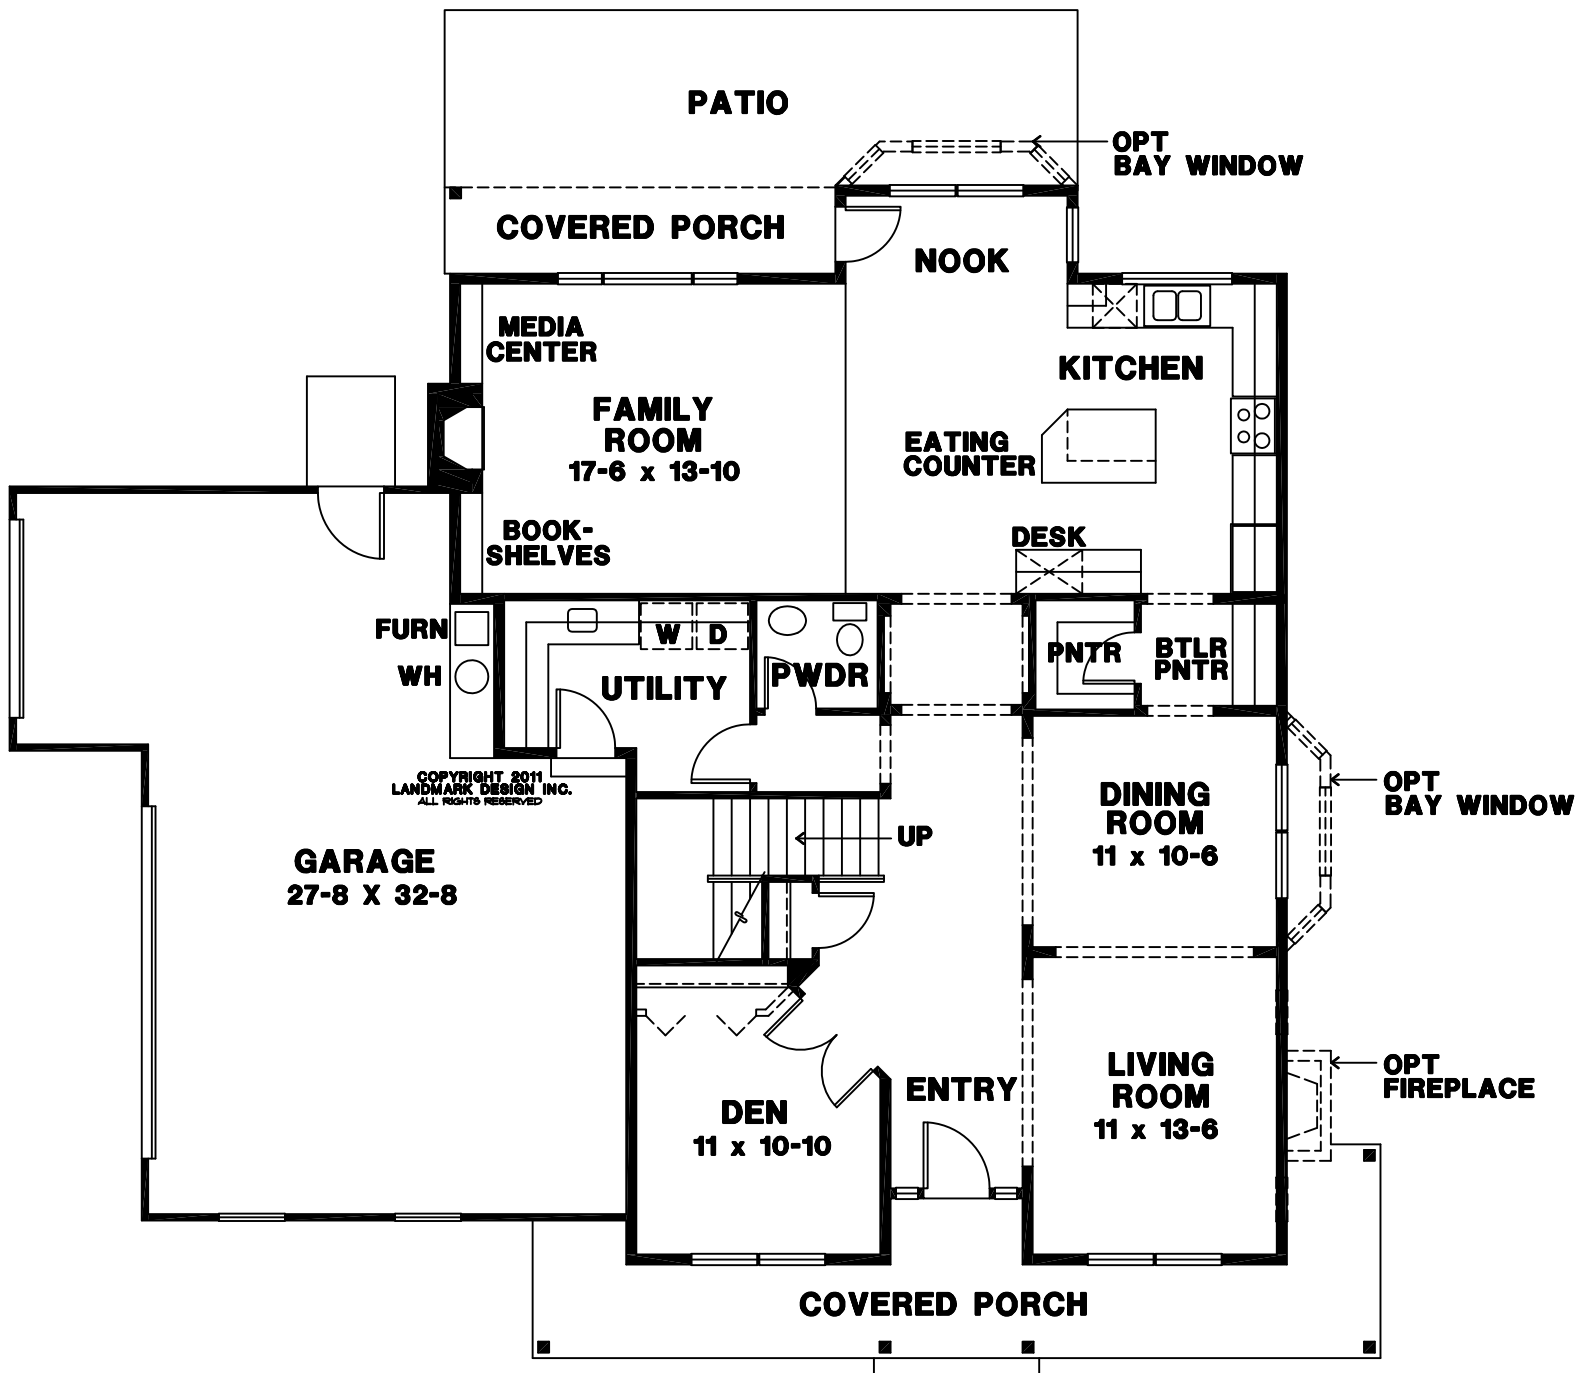 PATIO
OPT
BAY WINDOW
COVERED PORCH
NOOK
MEDIA
CENTER
KITCHEN
FAMILY
ROOM
17-6 x 13-10
EATING
COUNTER
BOOK-
SHELVES
DESK
FURN
WH
W D
UTILITY
PWDR
PNTR
BTLR
PNTR
COPYRIGHT 2011
LANDMARK DESIGN INC.
ALL RIGHTS RESERVED
OPT
BAY WINDOW
DINING
ROOM
11 x 10-6
UP
GARAGE
27-8 X 32-8
LIVING
ROOM
11 x 13-6
OPT
FIREPLACE
ENTRY
DEN
11 x 10-10
COVERED PORCH